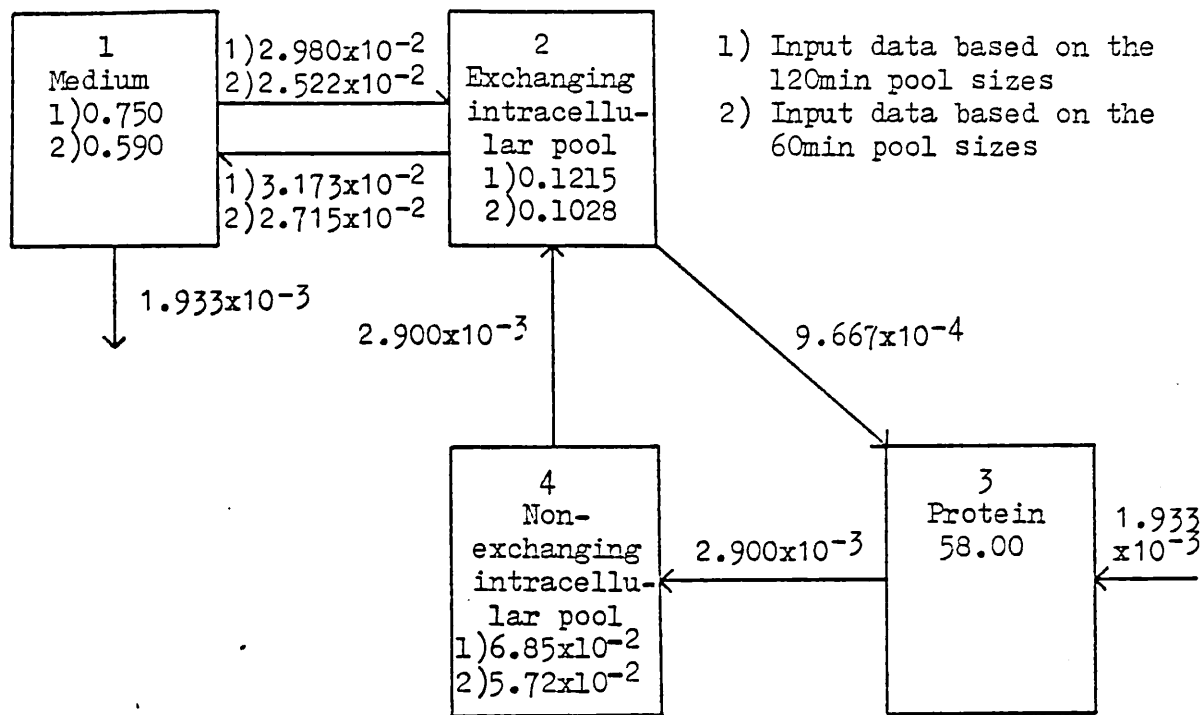 1
Medium
1)0.750
2)0.590
1)2.980x10⁻²
2)2.522x10⁻²
1)3.173x10⁻²
2)2.715x10⁻²
2
Exchanging
intracellu-
lar pool
1)0.1215
2)0.1028
1) Input data based on the
120min pool sizes
2) Input data based on the
60min pool sizes
1.933x10⁻³
2.900x10⁻³
9.667x10⁻⁴
4
Non-
exchanging
intracellu-
lar pool
1)6.85x10⁻²
2)5.72x10⁻²
2.900x10⁻³
3
Protein
58.00
1.933
x10⁻³